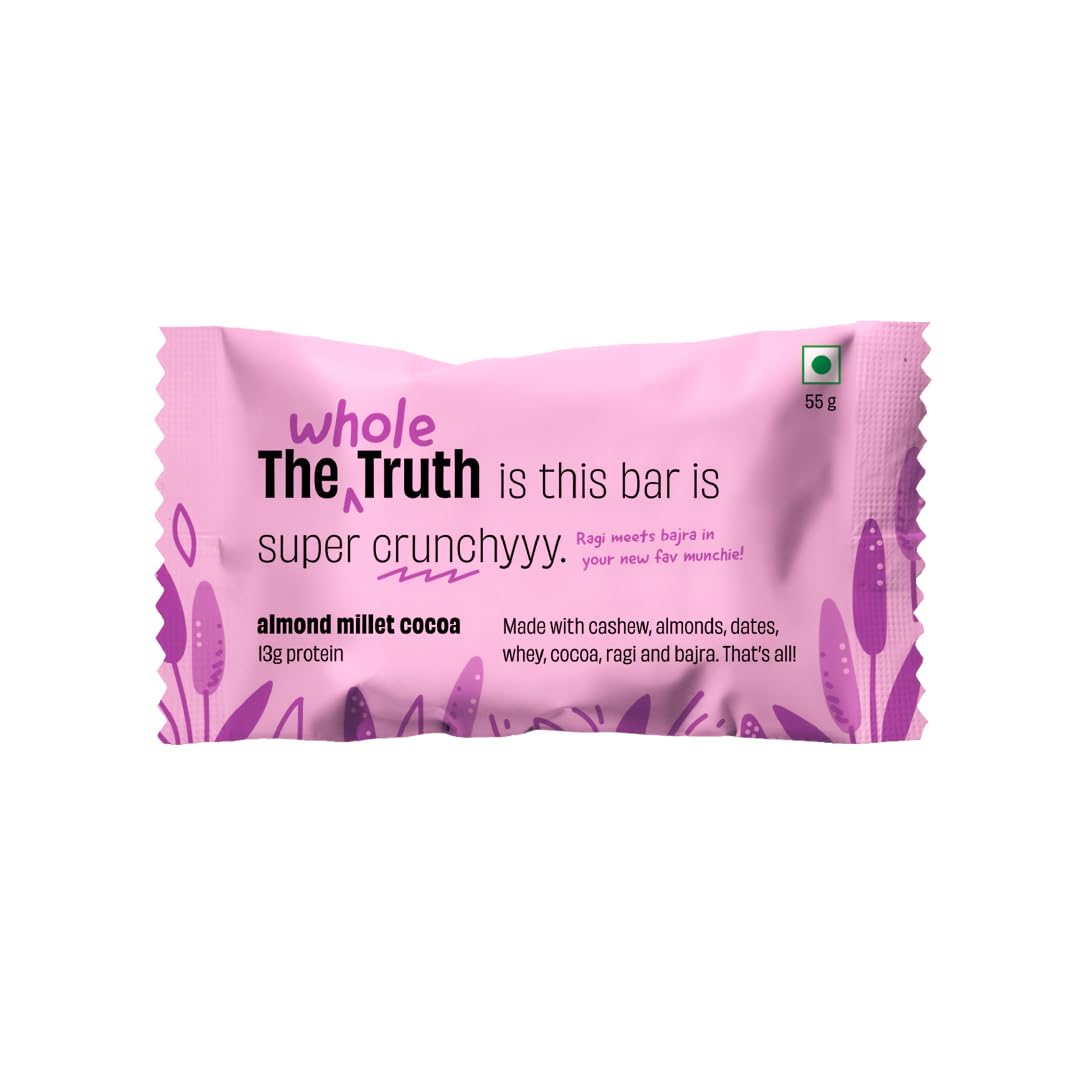 55 g
whole
The ^ Truth is this bar is
super crunchyyy. Ragi meets bajra in
your new fav munchie!
almond millet cocoa
13g protein
Made with cashew, almonds, dates,
whey, cocoa, ragi and bajra. That's all!